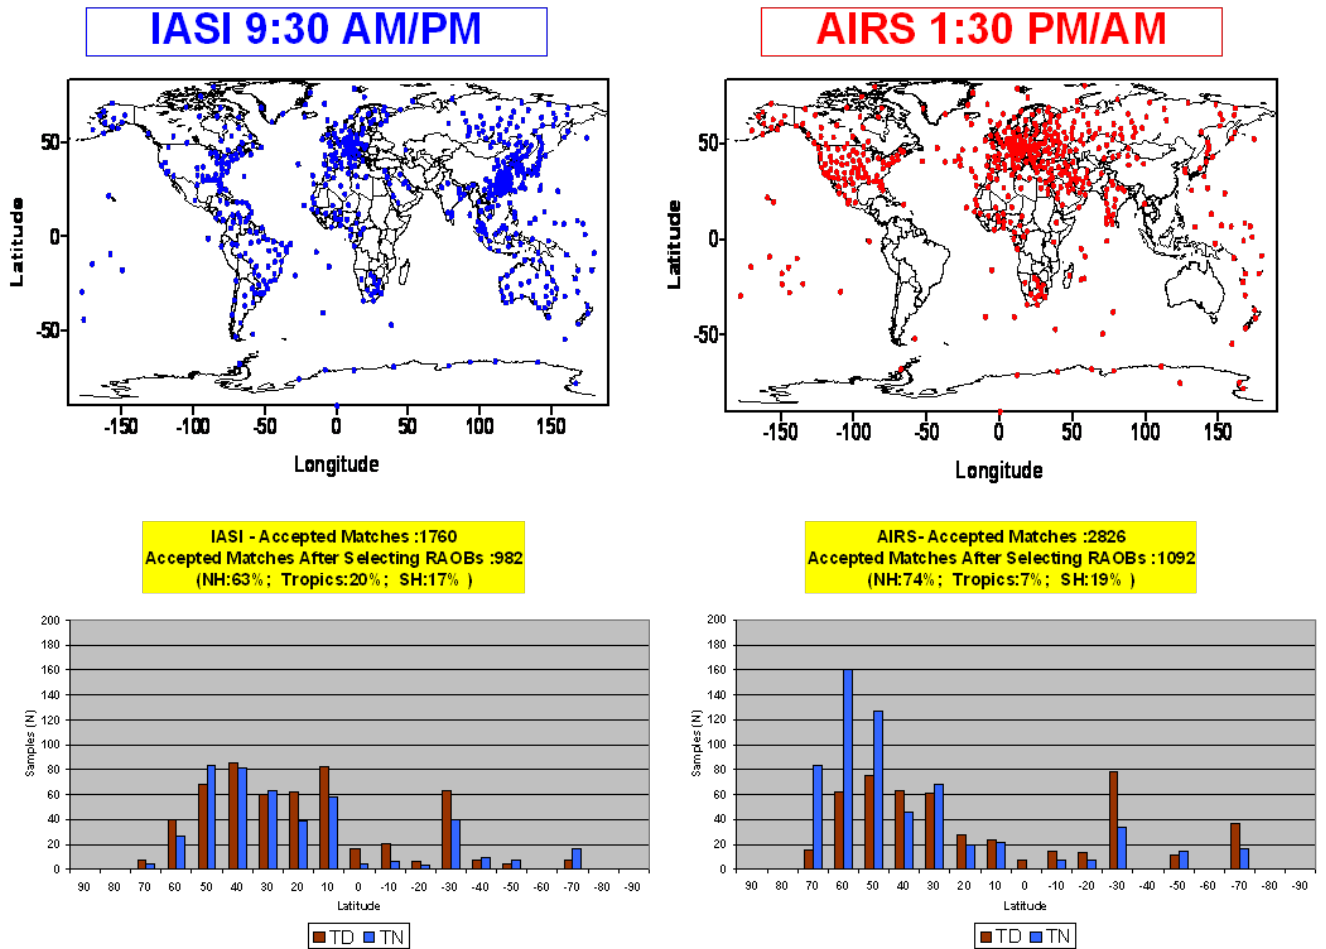 IASI 9:30 AM/PM
AIRS 1:30 PM/AM
Latitude
50
0
-50
-150 -100 -50 0 50 100 150
Longitude
Latitude
50
0
-50
-150 -100 -50 0 50 100 150
Longitude
IASI - Accepted Matches :1760
Accepted Matches After Selecting RAOBs :982
(NH:63%; Tropics:20%; SH:17% )
AIRS- Accepted Matches :2826
Accepted Matches After Selecting RAOBs :1092
(NH:74%; Tropics:7%; SH:19% )
Samples (N)
200
180
160
140
120
100
80
60
40
20
0
90 80 70 60 50 40 30 20 10 0 -10 -20 -30 -40 -50 -70 -90
Latitude
TD TN
Samples (N)
200
180
160
140
120
100
80
60
40
20
0
90 80 70 60 50 40 30 20 10 0 -10 -20 -30 -50 -70 -90
Latitude
TD TN